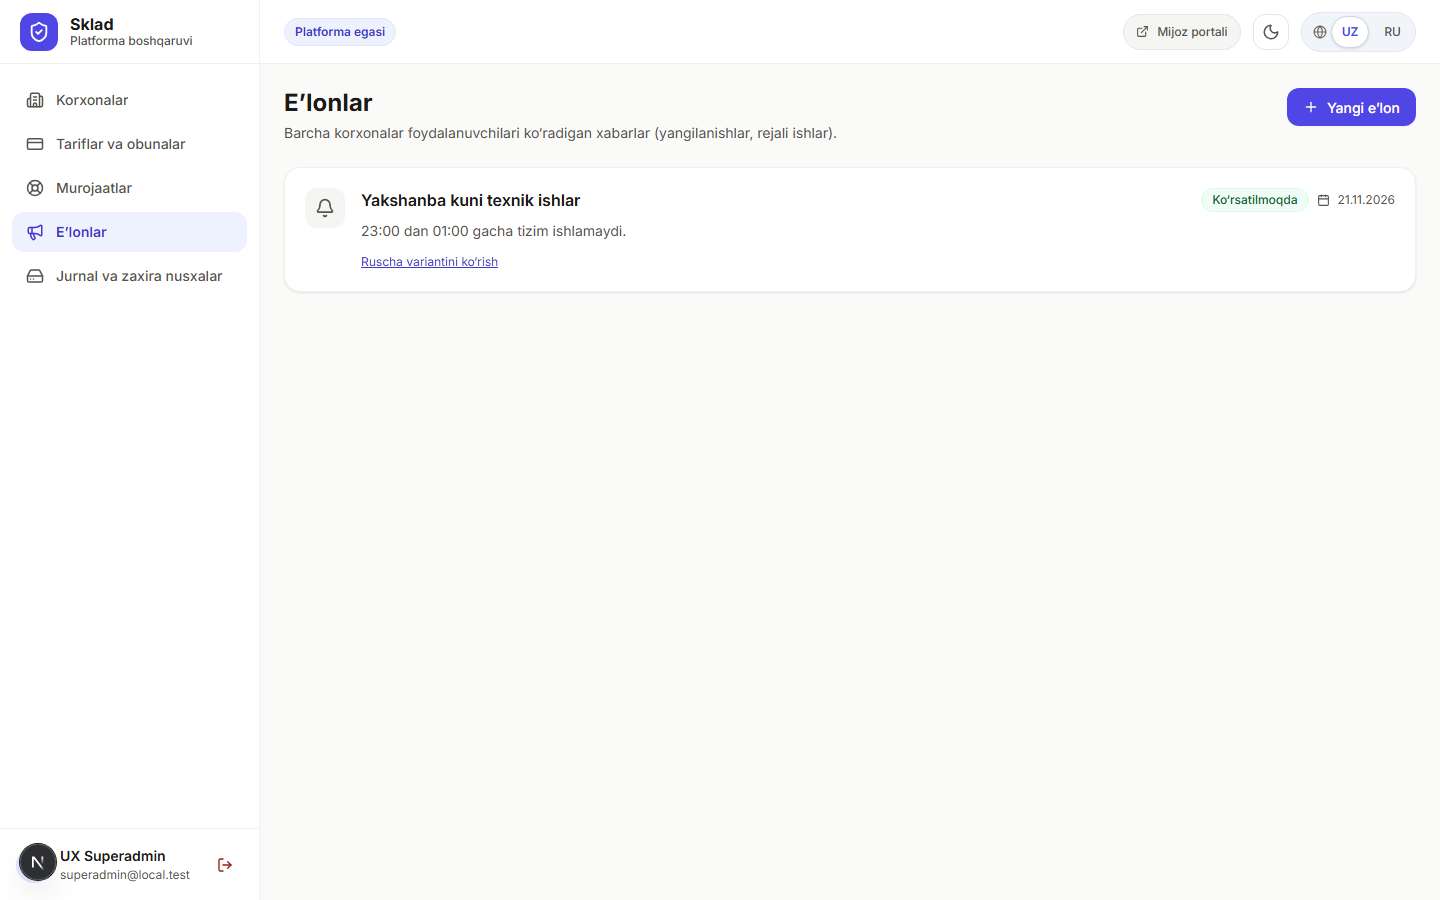 Sklad
Platforma boshqaruvi
Platforma egasi
Mijoz portali
UZ
RU
Korxonalar
Tariflar va obunalar
Murojaatlar
E’lonlar
Jurnal va zaxira nusxalar
E’lonlar
Barcha korxonalar foydalanuvchilari ko‘radigan xabarlar (yangilanishlar, rejali ishlar).
Yangi e’lon
Yakshanba kuni texnik ishlar
Ko‘rsatilmoqda
21.11.2026
23:00 dan 01:00 gacha tizim ishlamaydi.
Ruscha variantini ko‘rish
N
UX Superadmin
superadmin@local.test